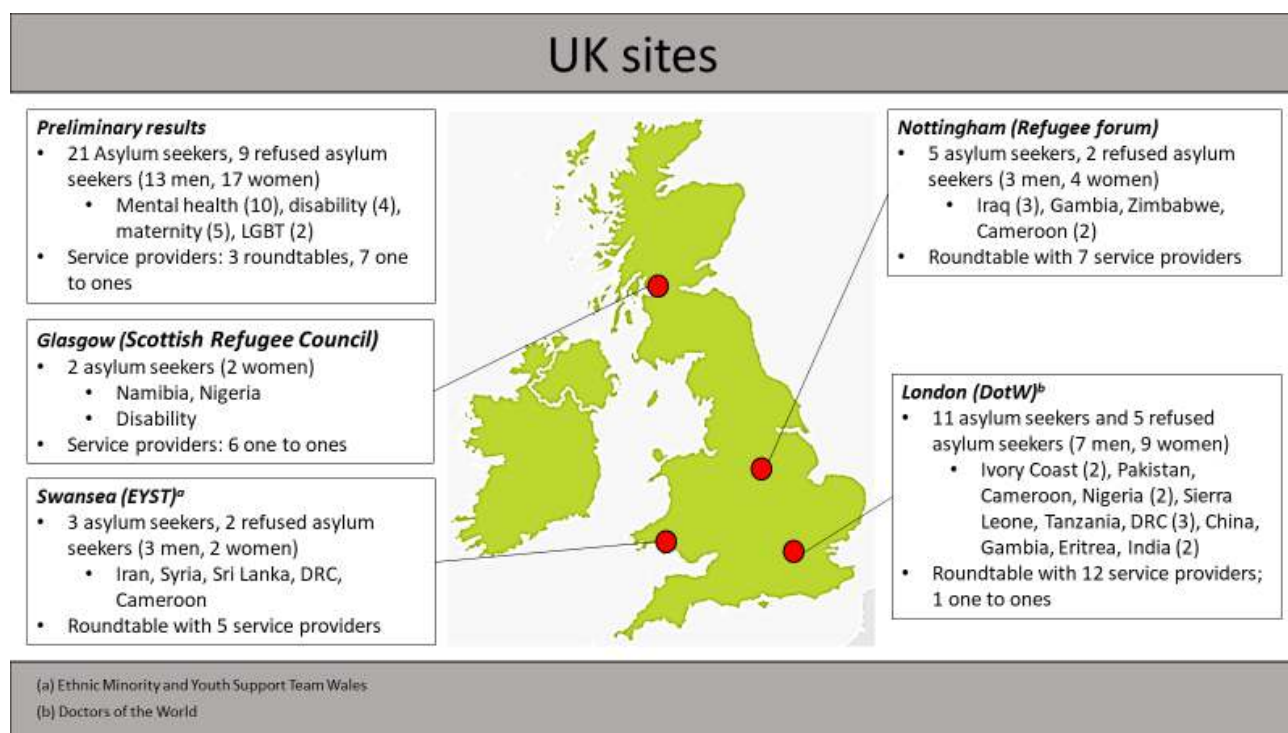 UK sites
Preliminary results
• 21 Asylum seekers, 9 refused asylum
seekers (13 men, 17 women)
• Mental health (10), disability (4),
maternity (5), LGBT (2)
• Service providers: 3 roundtables, 7 one
to ones
Glasgow (Scottish Refugee Council)
• 2 asylum seekers (2 women)
• Namibia, Nigeria
• Disability
• Service providers: 6 one to ones
Swansea (EYST)ᵃ
• 3 asylum seekers, 2 refused asylum
seekers (3 men, 2 women)
• Iran, Syria, Sri Lanka, DRC,
Cameroon
• Roundtable with 5 service providers
Nottingham (Refugee forum)
• 5 asylum seekers, 2 refused asylum
seekers (3 men, 4 women)
• Iraq (3), Gambia, Zimbabwe,
Cameroon (2)
• Roundtable with 7 service providers
London (DotW)ᵇ
• 11 asylum seekers and 5 refused
asylum seekers (7 men, 9 women)
• Ivory Coast (2), Pakistan,
Cameroon, Nigeria (2), Sierra
Leone, Tanzania, DRC (3), China,
Gambia, Eritrea, India (2)
• Roundtable with 12 service providers;
1 one to ones
(a) Ethnic Minority and Youth Support Team Wales
(b) Doctors of the World